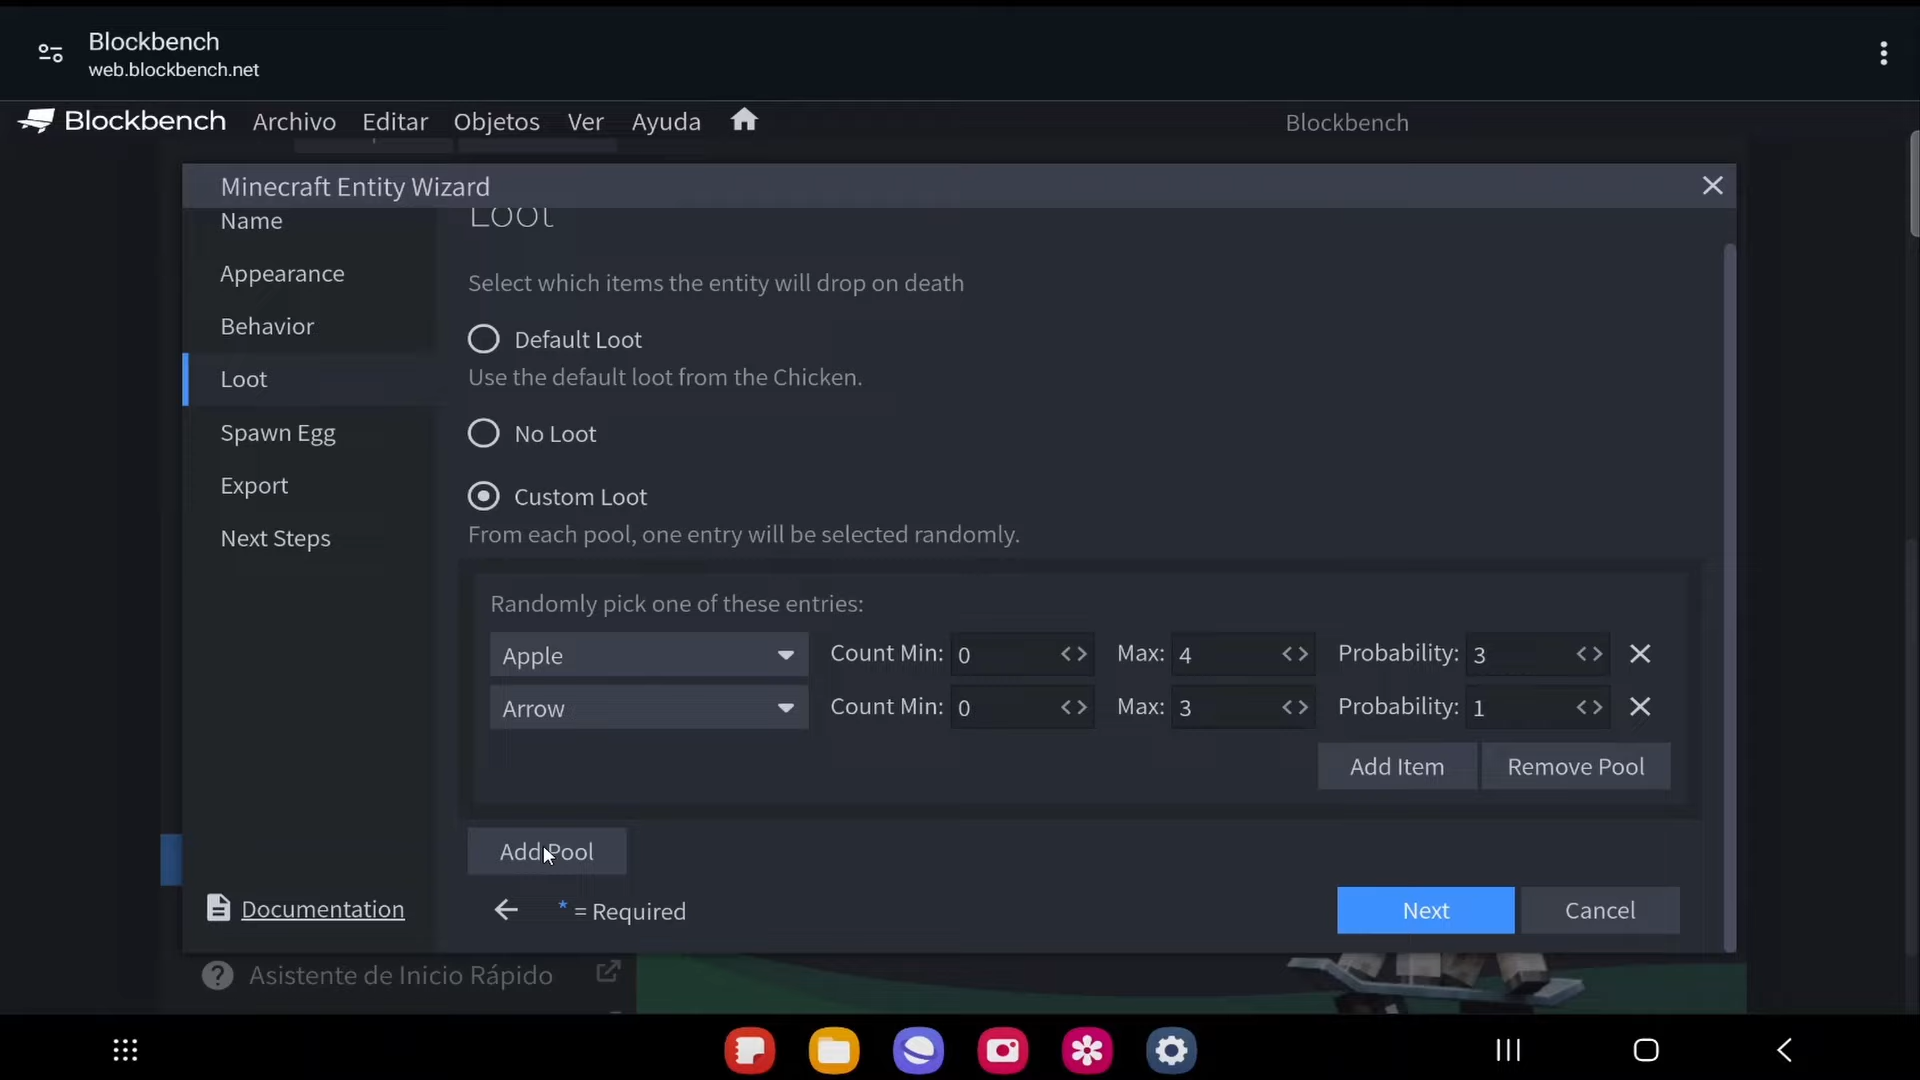 Blockbench
web.blockbench.net
Blockbench Archivo Editar Objetos Ver Ayuda Blockbench
Minecraft Entity Wizard
Name
Appearance
Behavior
Loot
Spawn Egg
Export
Next Steps
Documentation
Loot
Select which items the entity will drop on death
Default Loot
Use the default loot from the Chicken.
No Loot
Custom Loot
From each pool, one entry will be selected randomly.
Randomly pick one of these entries:
Apple Count Min: 0 Max: 4 Probability: 3
Arrow Count Min: 0 Max: 3 Probability: 1
Add Item Remove Pool
Add Pool
* = Required Next Cancel
Asistente de Inicio Rápido